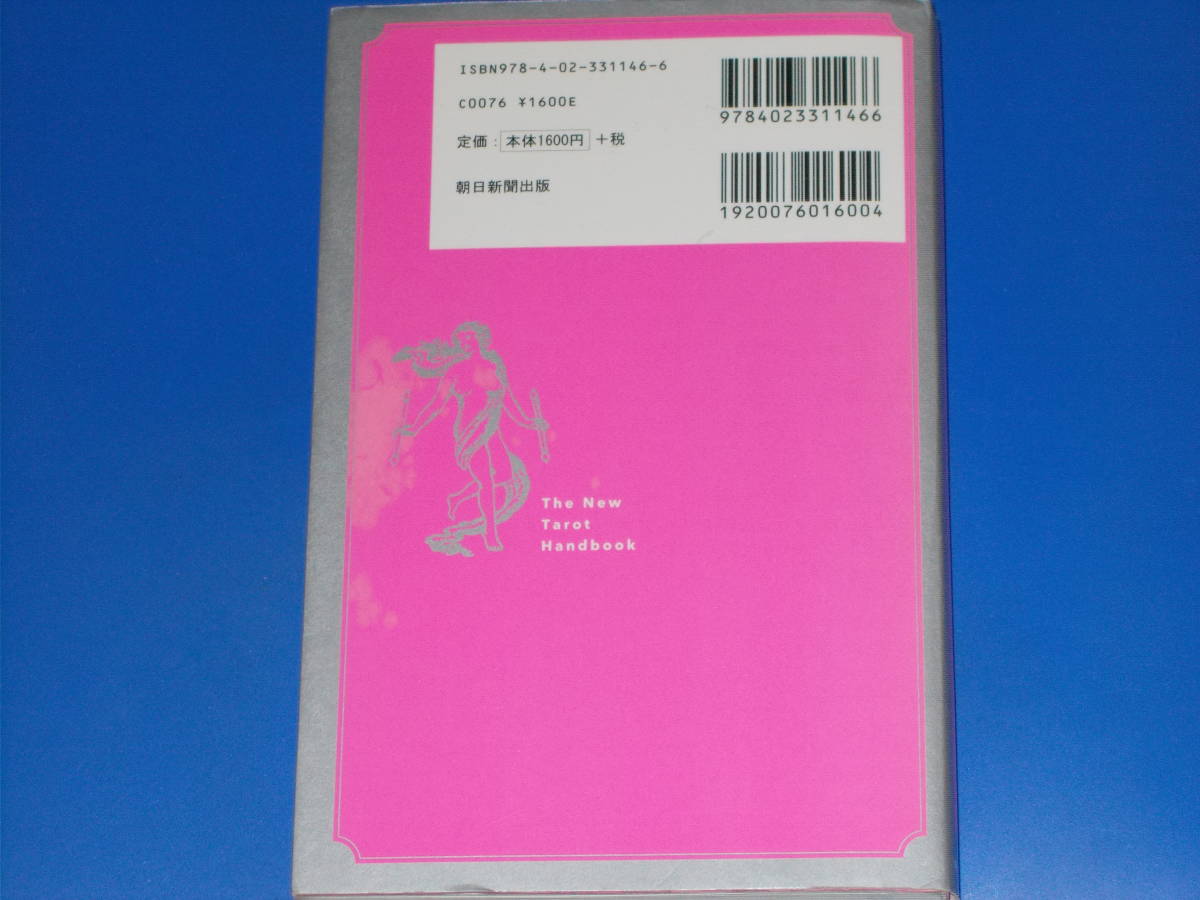 ISBN978-4-02-331146-6
C0076 ¥1600E
定価：本体1600円＋税
朝日新聞出版
9784023311466
1920076016004
The New
Tarot
Handbook